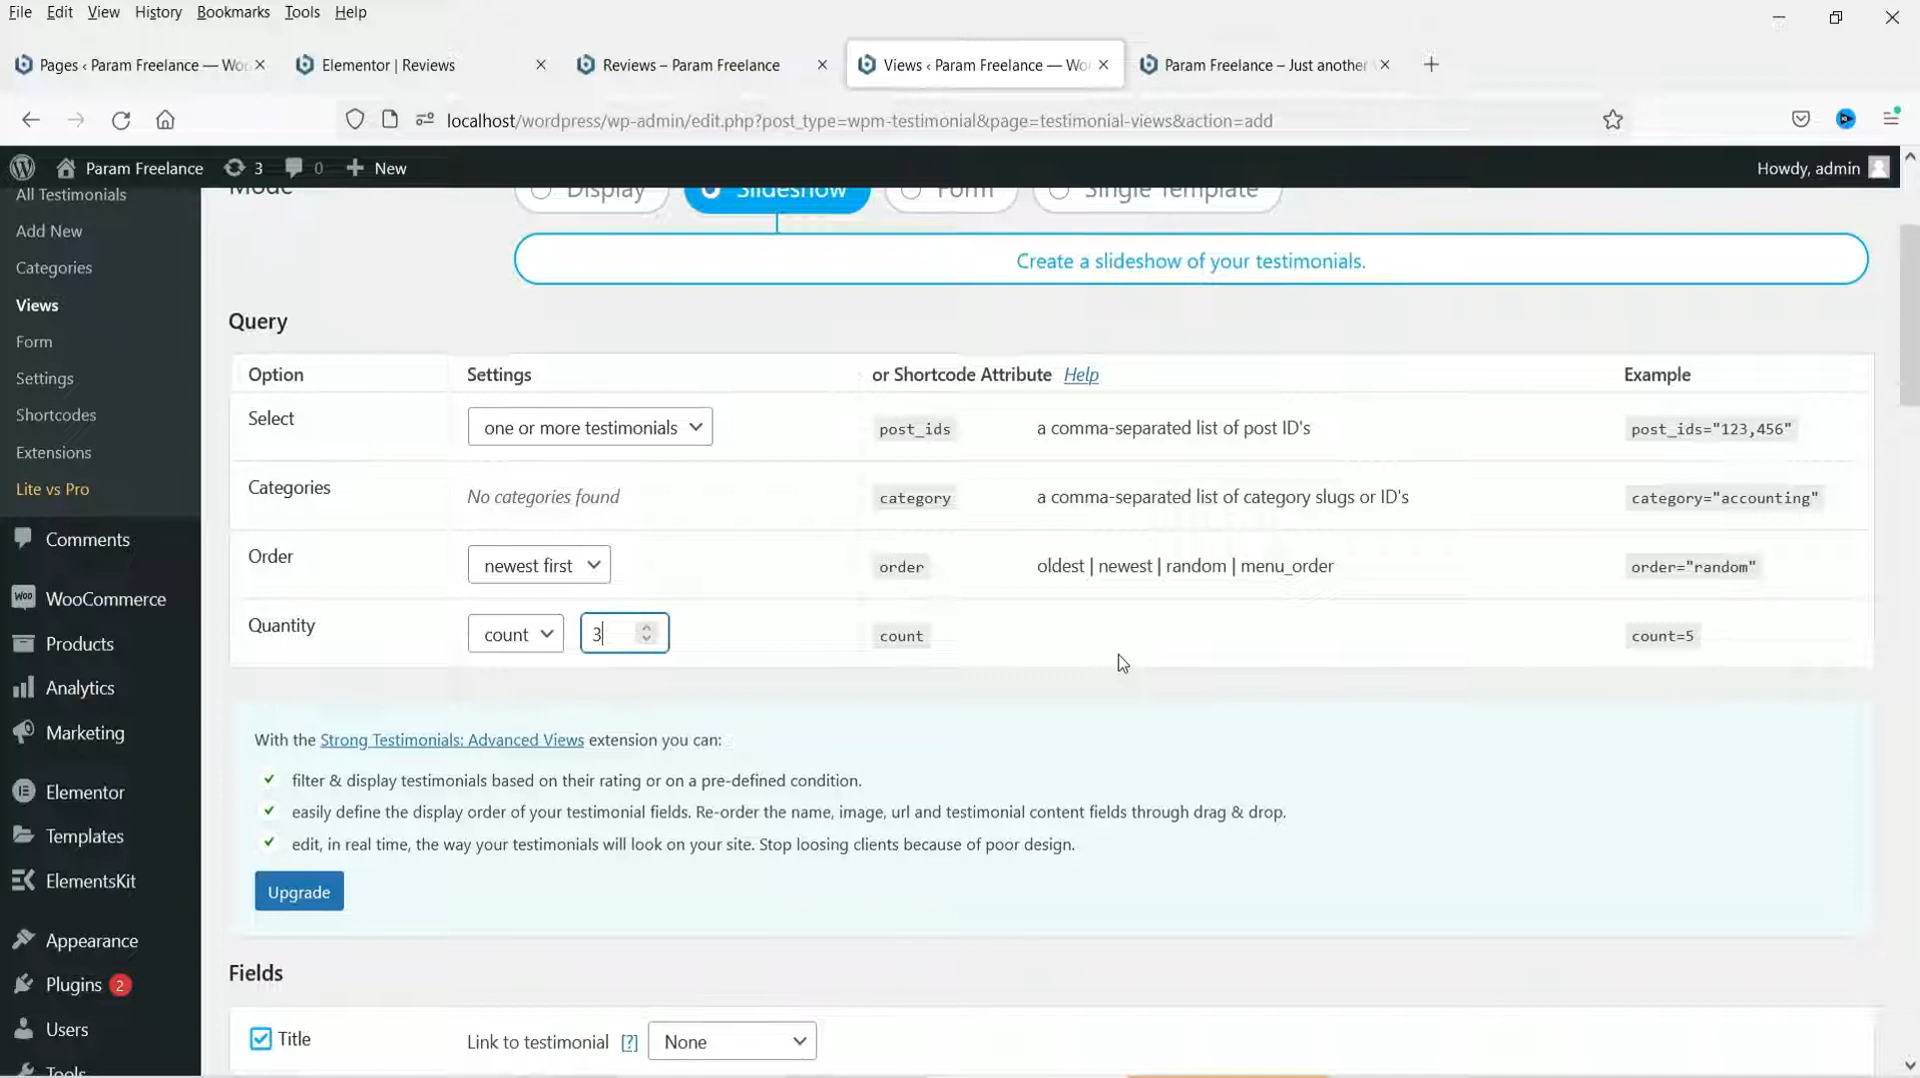 File Edit View History Bookmarks Tools Help
Pages ‹ Param Freelance — Wor
Elementor | Reviews
Reviews – Param Freelance
Views ‹ Param Freelance — Wo
Param Freelance – Just another
localhost/wordpress/wp-admin/edit.php?post_type=wpm-testimonial&page=testimonial-views&action=add
Param Freelance 3 0 New Howdy, admin
All Testimonials
Add New
Categories
Views
Form
Settings
Shortcodes
Extensions
Lite vs Pro
Comments
WooCommerce
Products
Analytics
Marketing
Elementor
Templates
ElementsKit
Appearance
Plugins 2
Users
Tools
Mode Display Slideshow Form Single Template
Create a slideshow of your testimonials.
Query
Option Settings or Shortcode Attribute Help Example
Select one or more testimonials post_ids a comma-separated list of post ID's post_ids="123,456"
Categories No categories found category a comma-separated list of category slugs or ID's category="accounting"
Order newest first order oldest | newest | random | menu_order order="random"
Quantity count 3 count count=5
With the Strong Testimonials: Advanced Views extension you can:
filter & display testimonials based on their rating or on a pre-defined condition.
easily define the display order of your testimonial fields. Re-order the name, image, url and testimonial content fields through drag & drop.
edit, in real time, the way your testimonials will look on your site. Stop loosing clients because of poor design.
Upgrade
Fields
Title Link to testimonial [?] None